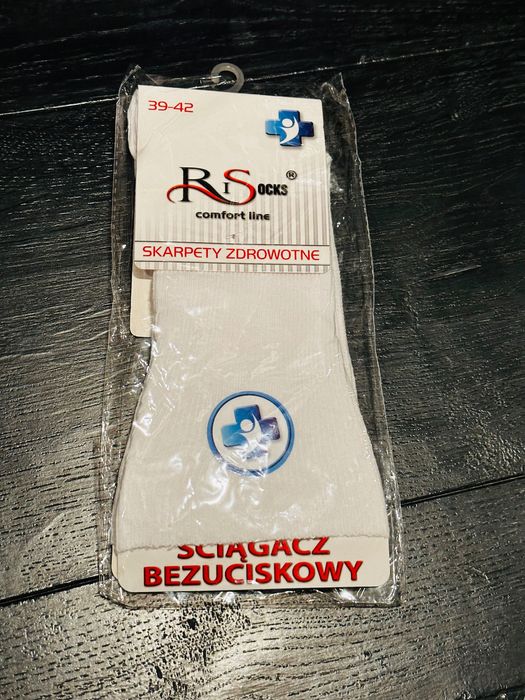 39-42
RiSocks®
comfort line
SKARPETY ZDROWOTNE
ŚCIĄGACZ
BEZUCISKOWY